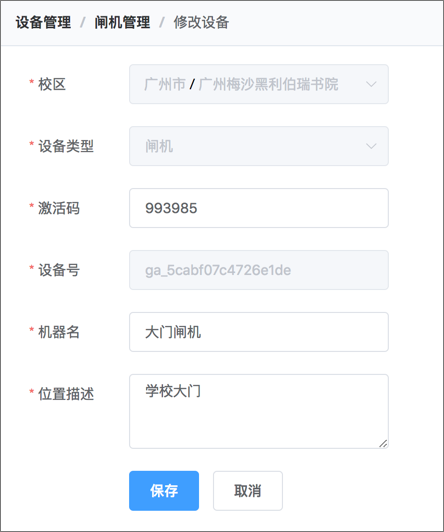 设备管理 / 闸机管理 / 修改设备
* 校区 广州市 / 广州梅沙黑利伯瑞书院
* 设备类型 闸机
* 激活码 993985
* 设备号 ga_5cabf07c4726e1de
* 机器名 大门闸机
* 位置描述 学校大门
保存 取消